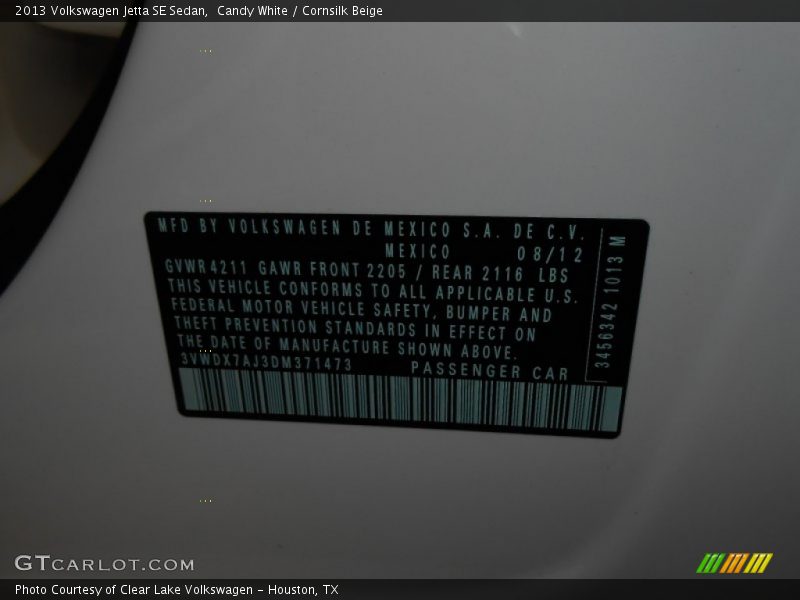 2013 Volkswagen Jetta SE Sedan,  Candy White / Cornsilk Beige
MFD BY VOLKSWAGEN DE MEXICO S.A. DE C.V.
MEXICO 08/12
GVWR 4211 GAWR FRONT 2205 / REAR 2116 LBS
THIS VEHICLE CONFORMS TO ALL APPLICABLE U.S.
FEDERAL MOTOR VEHICLE SAFETY, BUMPER AND
THEFT PREVENTION STANDARDS IN EFFECT ON
THE DATE OF MANUFACTURE SHOWN ABOVE.
3VWDX7AJ3DM371473 PASSENGER CAR
3456342 1013 M
GTCARLOT.COM
Photo Courtesy of Clear Lake Volkswagen – Houston, TX